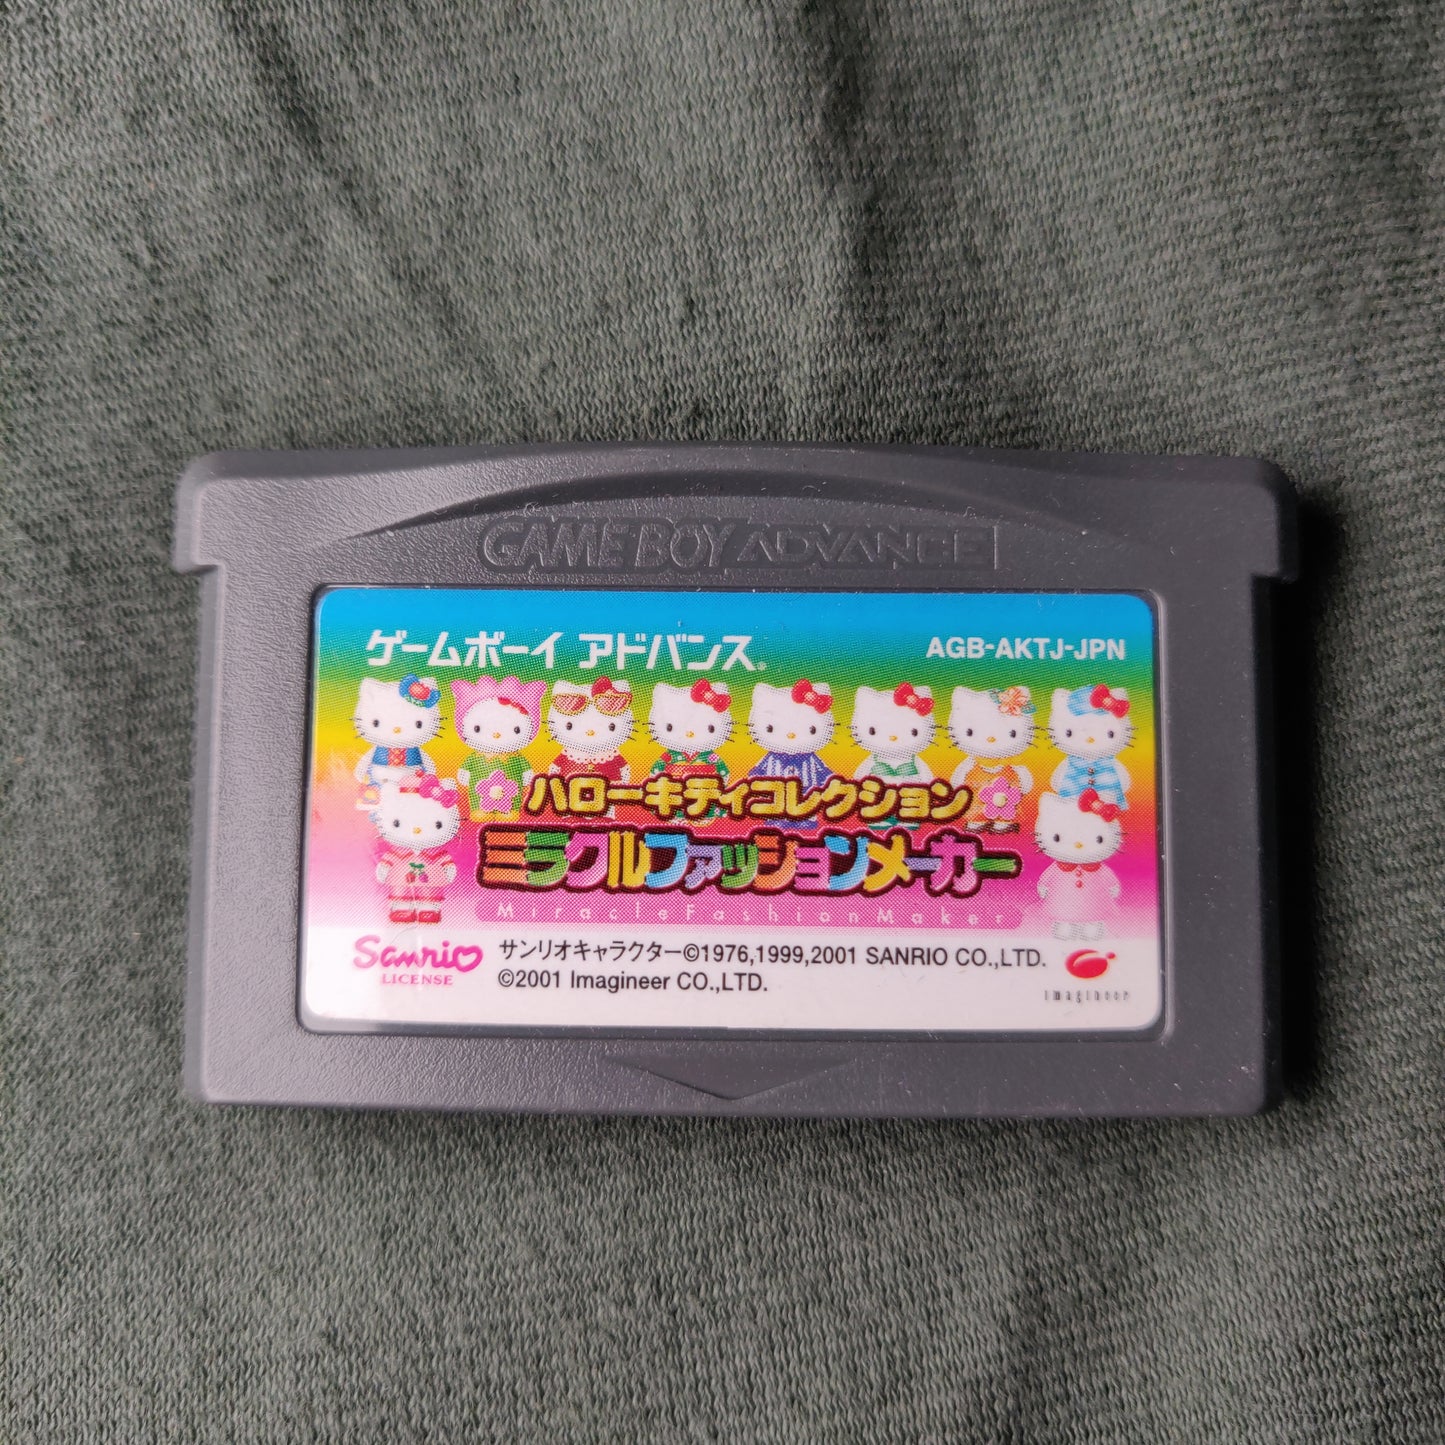 GAME BOY ADVANCE
ゲームボーイ アドバンス®
AGB-AKTJ-JPN
ハローキティコレクション
ミラクルファッションメーカー
MiracleFashionMaker
Sanrio
LICENSE
サンリオキャラクター©1976,1999,2001 SANRIO CO.,LTD.
©2001 Imagineer CO.,LTD.
imagineer